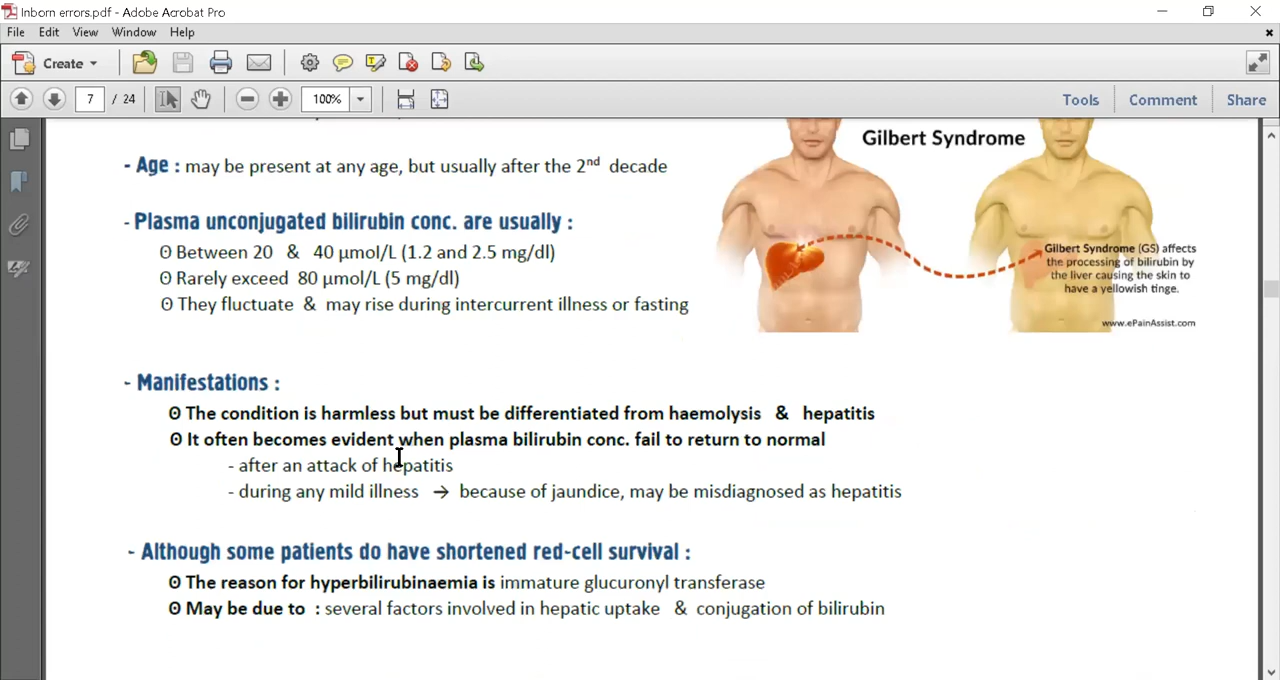 Inborn errors.pdf - Adobe Acrobat Pro
File Edit View Window Help
Create
7 / 24 100% Tools Comment Share
Gilbert Syndrome
- Age : may be present at any age, but usually after the 2nd decade
- Plasma unconjugated bilirubin conc. are usually :
ʘ Between 20 & 40 μmol/L (1.2 and 2.5 mg/dl)
ʘ Rarely exceed 80 μmol/L (5 mg/dl)
ʘ They fluctuate & may rise during intercurrent illness or fasting
Gilbert Syndrome (GS) affects
the processing of bilirubin by
the liver causing the skin to
have a yellowish tinge.
www.ePainAssist.com
- Manifestations :
ʘ The condition is harmless but must be differentiated from haemolysis & hepatitis
ʘ It often becomes evident when plasma bilirubin conc. fail to return to normal
- after an attack of hepatitis
- during any mild illness → because of jaundice, may be misdiagnosed as hepatitis
- Although some patients do have shortened red-cell survival :
ʘ The reason for hyperbilirubinaemia is immature glucuronyl transferase
ʘ May be due to : several factors involved in hepatic uptake & conjugation of bilirubin